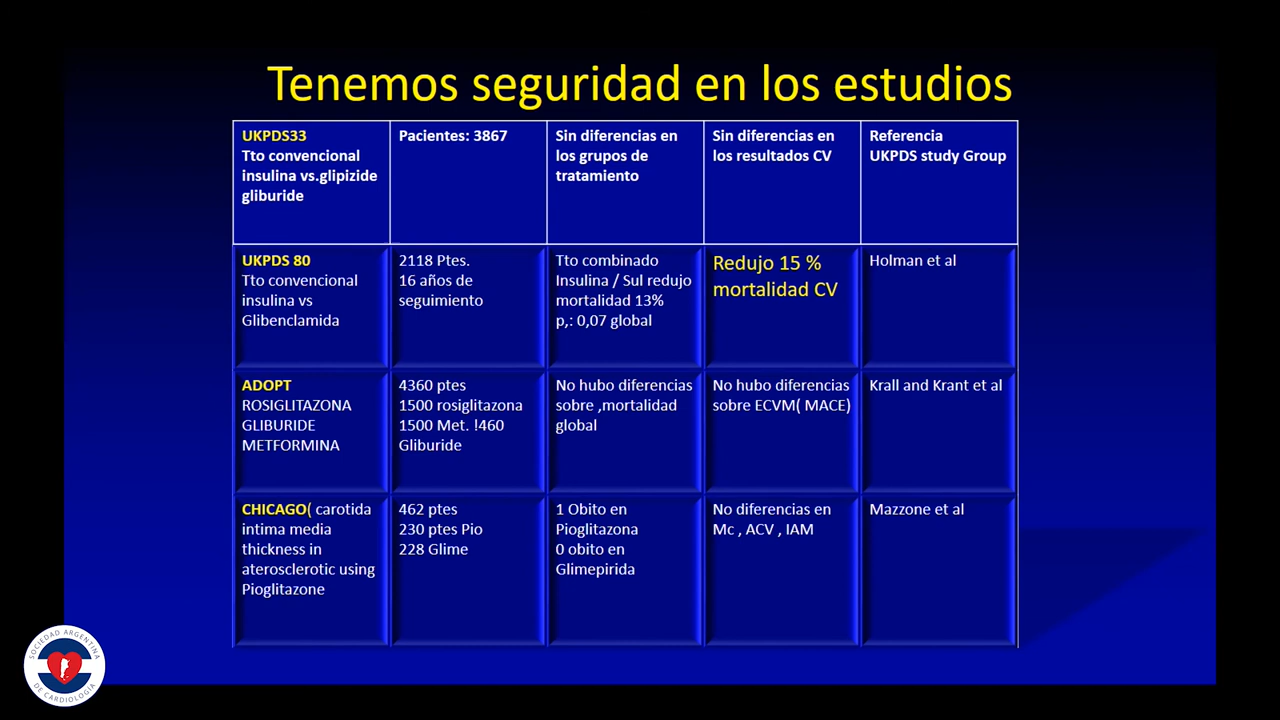 Tenemos seguridad en los estudios
UKPDS33
Tto convencional
insulina vs.glipizide
gliburide
Pacientes: 3867
Sin diferencias en
los grupos de
tratamiento
Sin diferencias en
los resultados CV
Referencia
UKPDS study Group
UKPDS 80
Tto convencional
insulina vs
Glibenclamida
2118 Ptes.
16 años de
seguimiento
Tto combinado
Insulina / Sul redujo
mortalidad 13%
p,: 0,07 global
Redujo 15 %
mortalidad CV
Holman et al
ADOPT
ROSIGLITAZONA
GLIBURIDE
METFORMINA
4360 ptes
1500 rosiglitazona
1500 Met. !460
Gliburide
No hubo diferencias
sobre ,mortalidad
global
No hubo diferencias
sobre ECVM( MACE)
Krall and Krant et al
CHICAGO( carotida
intima media
thickness in
aterosclerotic using
Pioglitazone
462 ptes
230 ptes Pio
228 Glime
1 Obito en
Pioglitazona
0 obito en
Glimepirida
No diferencias en
Mc , ACV , IAM
Mazzone et al
SOCIEDAD ARGENTINA
DE CARDIOLOGÍA